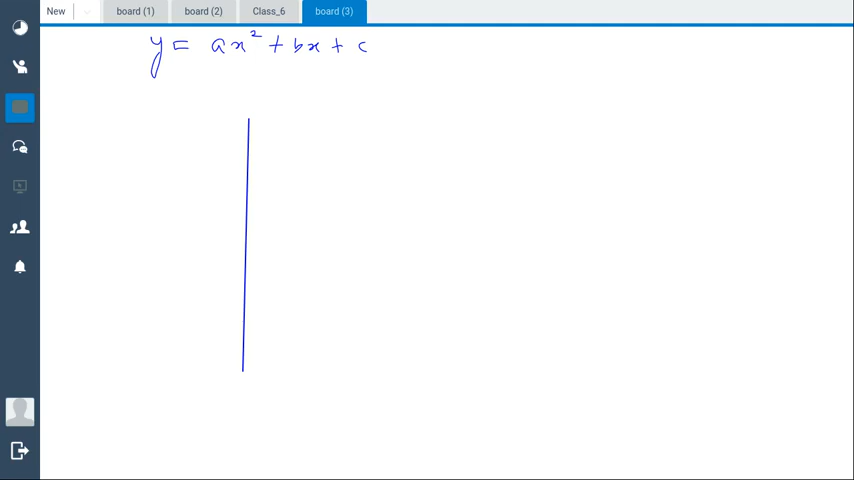 New board (1) board (2) Class_6 board (3)
y = ax² + bx + c